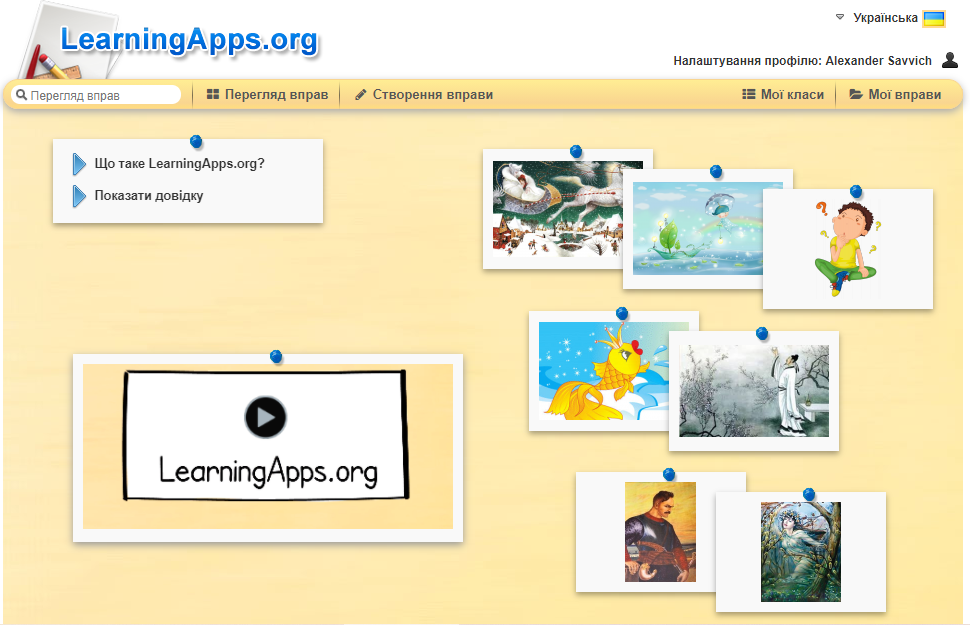 LearningApps.org
Українська
Налаштування профілю: Alexander Savvich
Перегляд вправ
Перегляд вправ
Створення вправи
Мої класи
Мої вправи
Що таке LearningApps.org?
Показати довідку
LearningApps.org